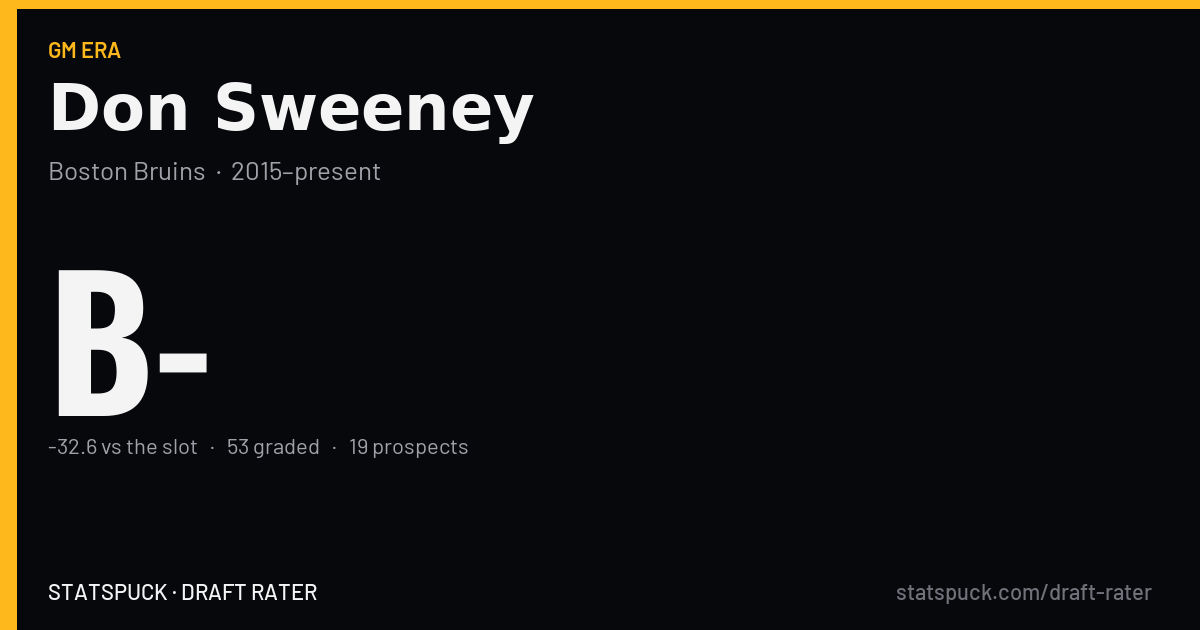 GM ERA
Don Sweeney
Boston Bruins · 2015–present
B-
-32.6 vs the slot · 53 graded · 19 prospects
STATSPUCK · DRAFT RATER
statspuck.com/draft-rater